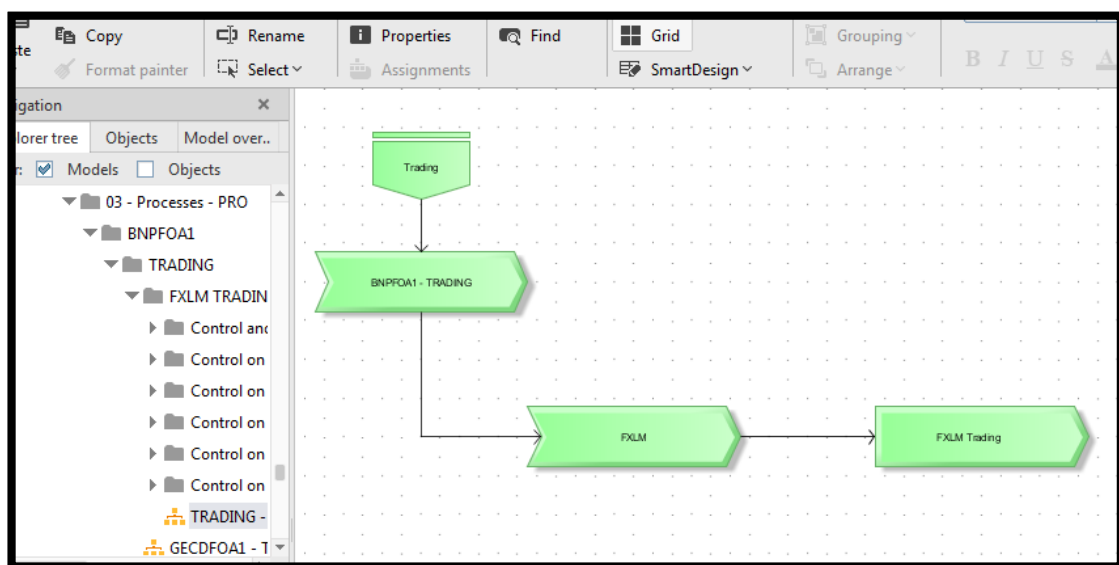 ste Copy Rename Properties Find Grid Grouping
Format painter Select Assignments SmartDesign Arrange B I U S A
igation ×
lorer tree Objects Model over..
r: Models Objects
03 - Processes - PRO
BNPFOA1
TRADING
FXLM TRADIN
Control and
Control on
Control on
Control on
Control on
Control on
TRADING -
GECDFOA1 - T
Trading
BNPFOA1 - TRADING
FXLM
FXLM Trading